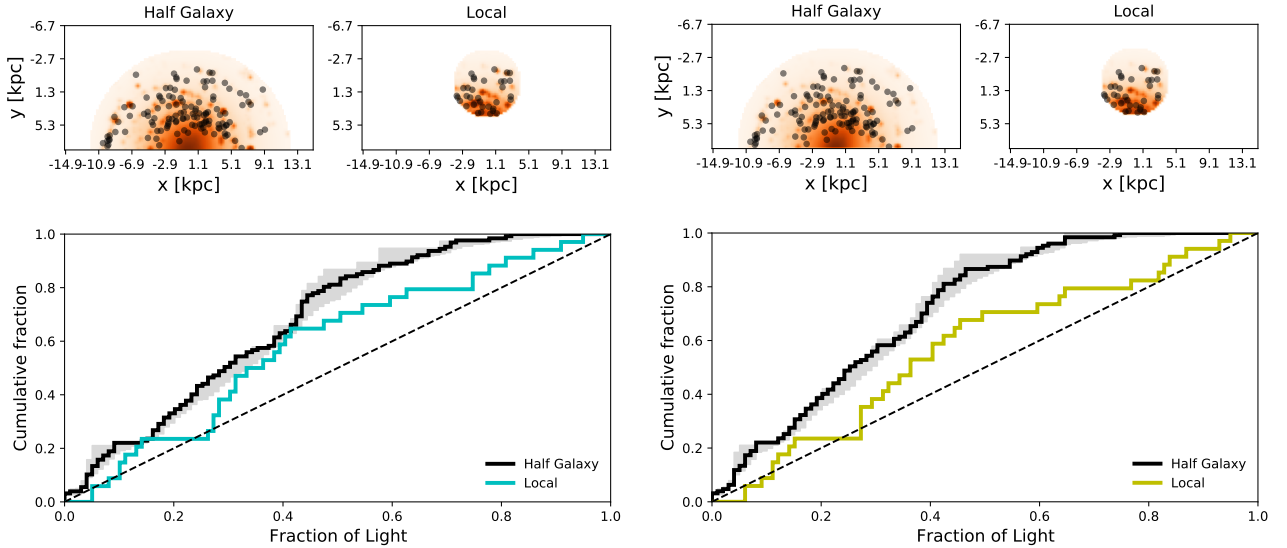 Half Galaxy
Local
Half Galaxy
Local
-6.7
-2.7
1.3
5.3
y [kpc]
-14.9 -10.9 -6.9 -2.9 1.1 5.1 9.1 13.1
x [kpc]
-6.7
-2.7
1.3
5.3
-14.9 -10.9 -6.9 -2.9 1.1 5.1 9.1 13.1
x [kpc]
-6.7
-2.7
1.3
5.3
y [kpc]
-14.9 -10.9 -6.9 -2.9 1.1 5.1 9.1 13.1
x [kpc]
-6.7
-2.7
1.3
5.3
-14.9 -10.9 -6.9 -2.9 1.1 5.1 9.1 13.1
x [kpc]
1.0
0.8
0.6
0.4
0.2
0.0
Cumulative fraction
Half Galaxy
Local
0.0 0.2 0.4 0.6 0.8 1.0
Fraction of Light
1.0
0.8
0.6
0.4
0.2
0.0
Cumulative fraction
Half Galaxy
Local
0.0 0.2 0.4 0.6 0.8 1.0
Fraction of Light